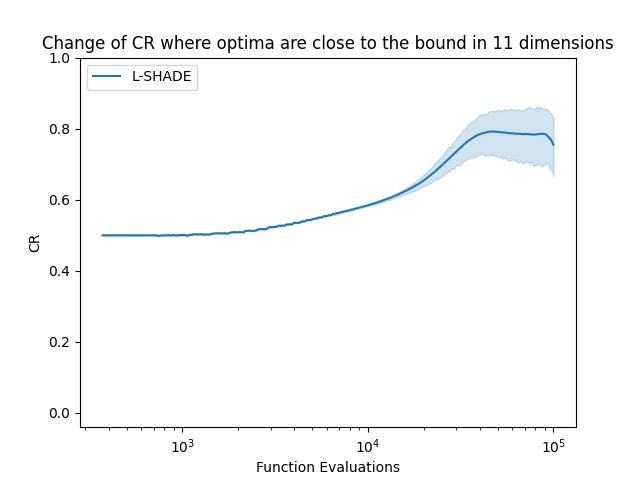 Change of CR where optima are close to the bound in 11 dimensions
L-SHADE
1.0
0.8
0.6
0.4
0.2
0.0
CR
10³
10⁴
10⁵
Function Evaluations